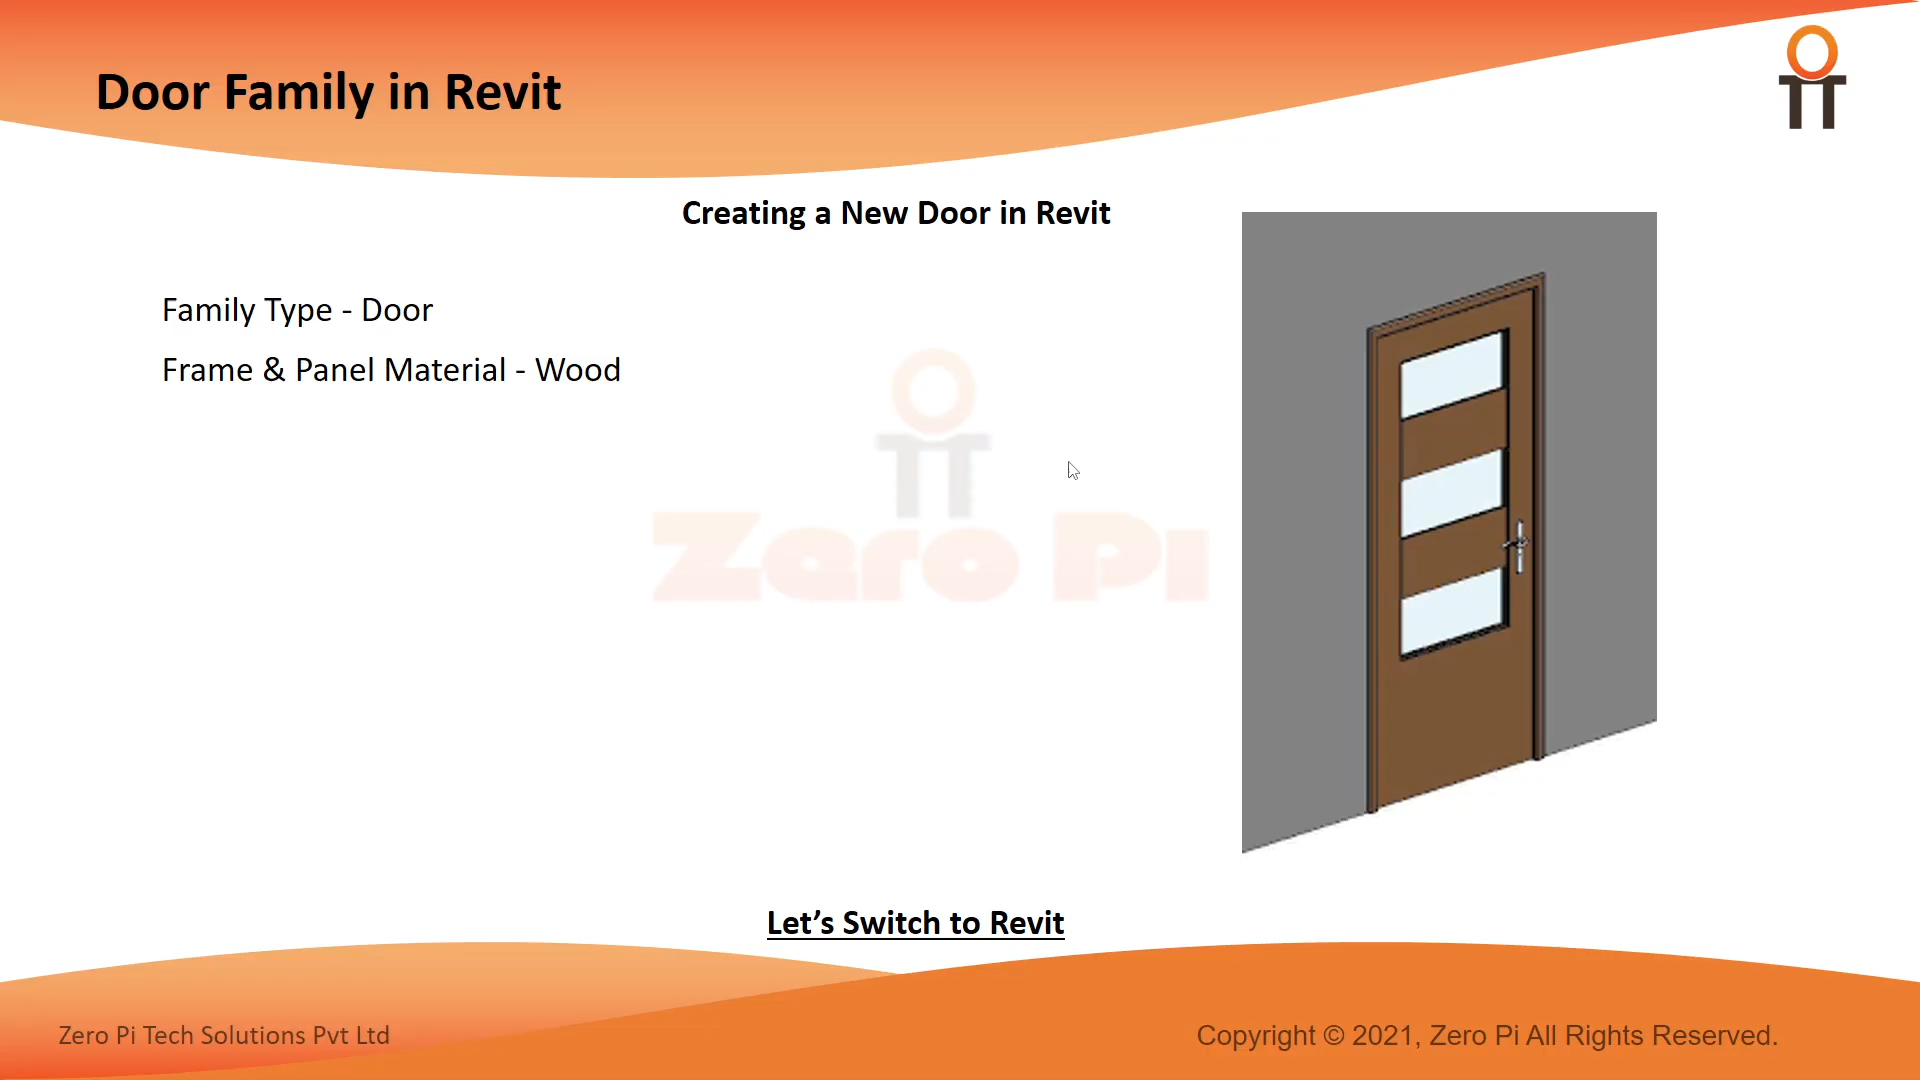 Door Family in Revit
Creating a New Door in Revit
Family Type - Door
Frame & Panel Material - Wood
Zero Pi
Let’s Switch to Revit
Zero Pi Tech Solutions Pvt Ltd
Copyright © 2021, Zero Pi All Rights Reserved.